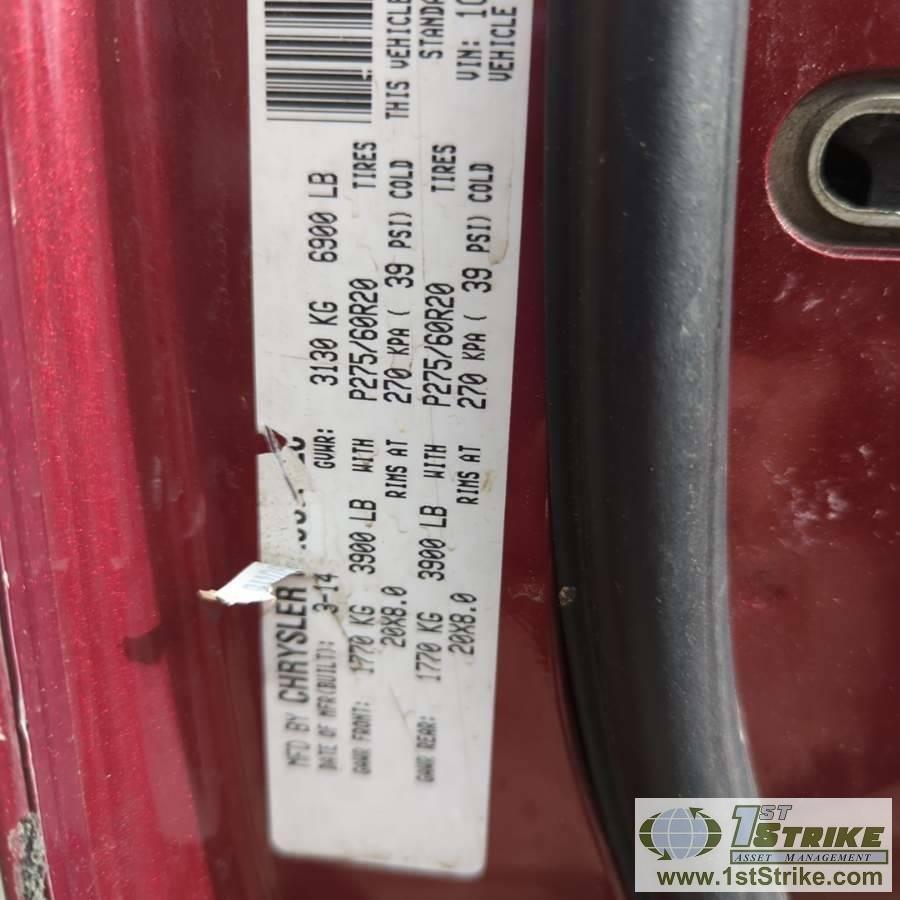 MFD BY CHRYSLER
DATE OF MFR(BUILT): 3-14 GVWR: 3130 KG 6900 LB
GAWR FRONT: 1770 KG 3900 LB WITH P275/60R20 TIRES
20X8.0 RIMS AT 270 KPA ( 39 PSI) COLD
GAWR REAR: 1770 KG 3900 LB WITH P275/60R20 TIRES
20X8.0 RIMS AT 270 KPA ( 39 PSI) COLD
THIS VEHICLE
STANDA
VIN: 10
VEHICLE
1ST STRIKE
ASSET MANAGEMENT
www.1stStrike.com